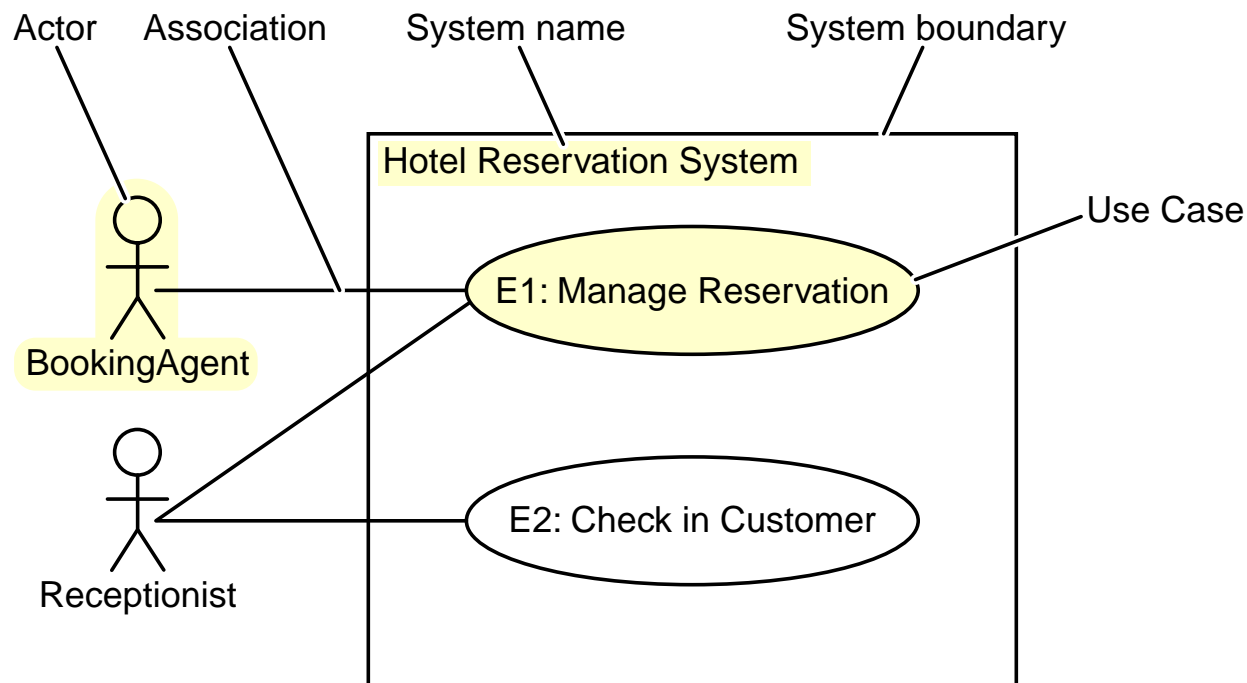 Actor
Association
System name
System boundary
Hotel Reservation System
Use Case
E1: Manage Reservation
BookingAgent
E2: Check in Customer
Receptionist